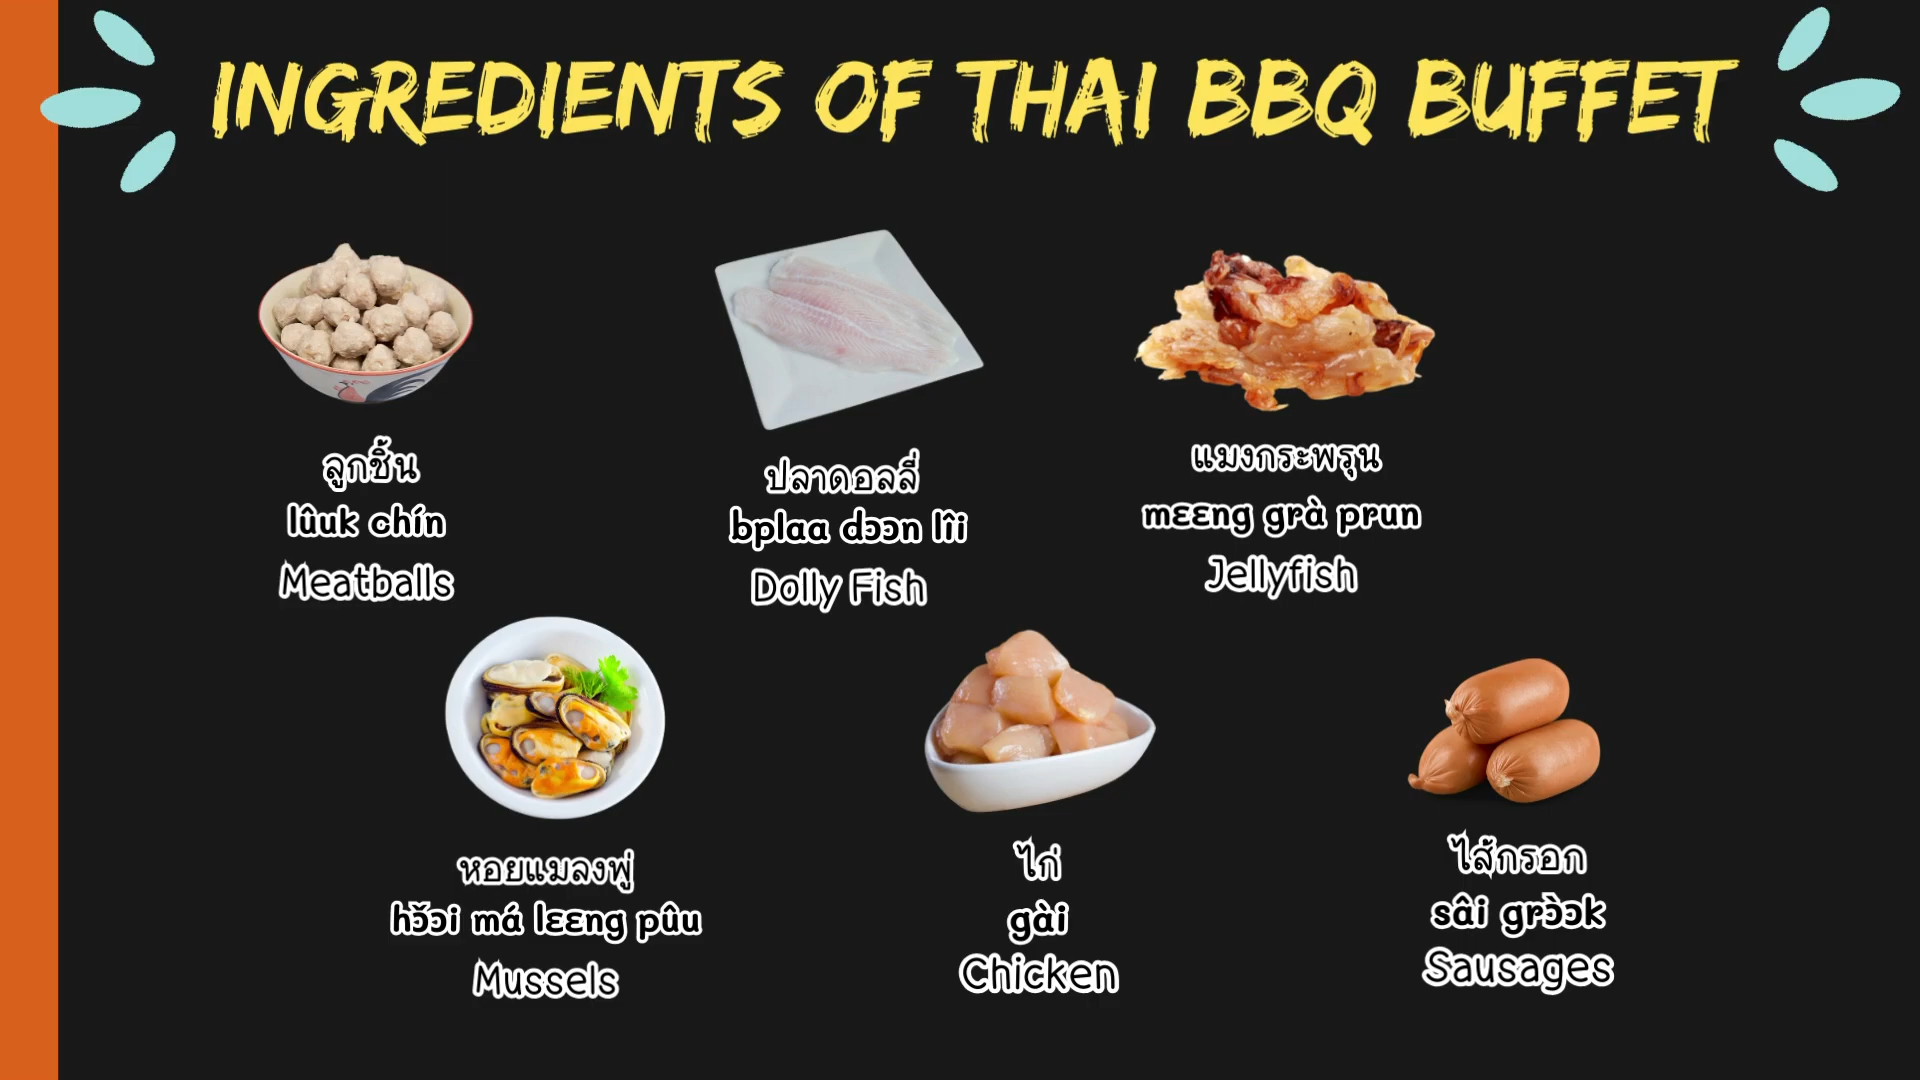 INGREDIENTS OF THAI BBQ BUFFET
ลูกชิ้น
lûuk chín
Meatballs
ปลาดอลลี่
bplaa dɔɔn lîi
Dolly Fish
แมงกระพรุน
mɛɛng grà prun
Jellyfish
หอยแมลงพู่
hɔ̌ɔi má lɛɛng pûu
Mussels
ไก่
gài
Chicken
ไส้กรอก
sâi grɔ̀ɔk
Sausages